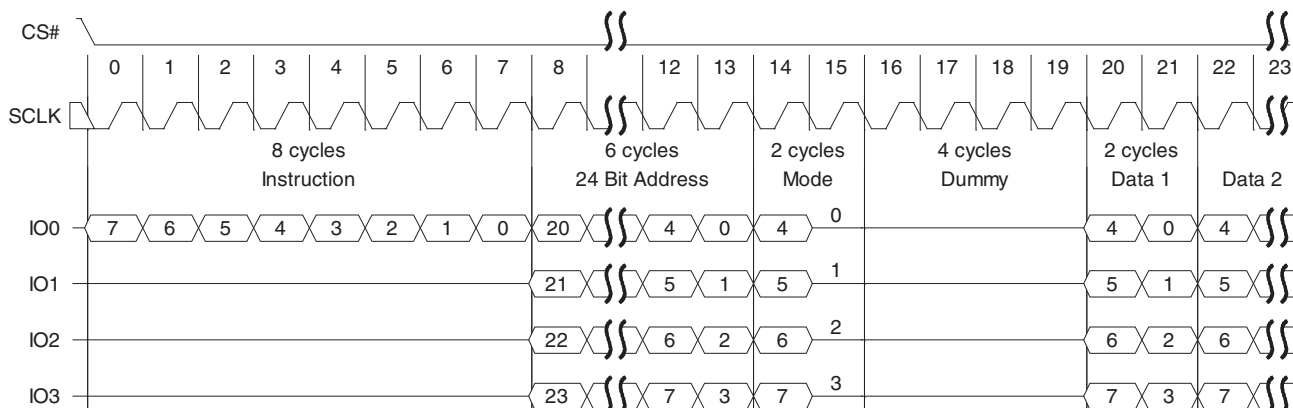 CS#
0 1 2 3 4 5 6 7 8 12 13 14 15 16 17 18 19 20 21 22 23
SCLK
8 cycles 6 cycles 2 cycles 4 cycles 2 cycles
Instruction 24 Bit Address Mode Dummy Data 1 Data 2
IO0 7 6 5 4 3 2 1 0 20 4 0 4 0 4 0 4
IO1 21 5 1 5 1 5 1 5
IO2 22 6 2 6 2 6 2 6
IO3 23 7 3 7 3 7 3 7